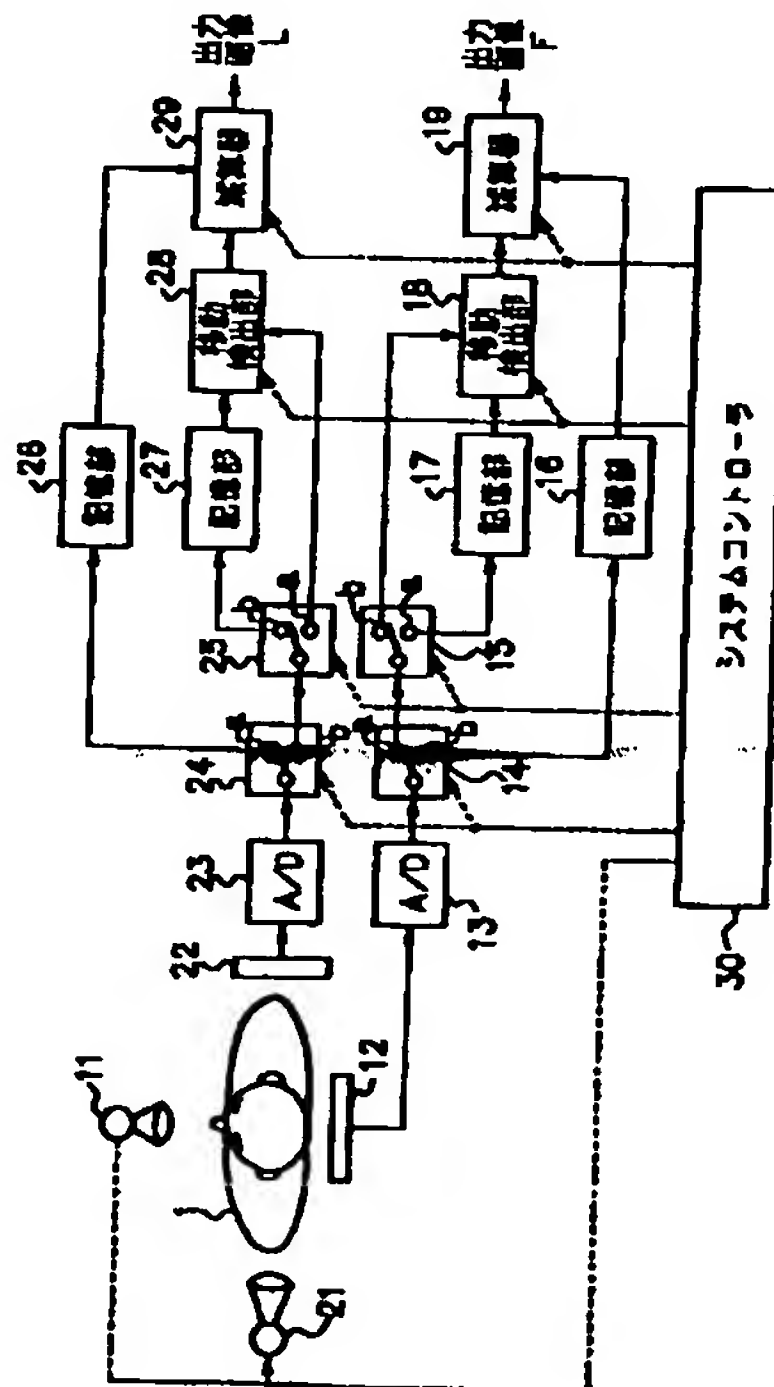 11
1
21
12
22
23
A/D
13
A/D
24
a
b
14
a
b
25
b
a
15
b
a
26
記憶部
27
記憶部
17
記憶部
16
記憶部
28
移動
検出部
18
移動
検出部
29
減算器
19
減算器
出力
画像
L
出力
画像
F
30
システムコントローラ